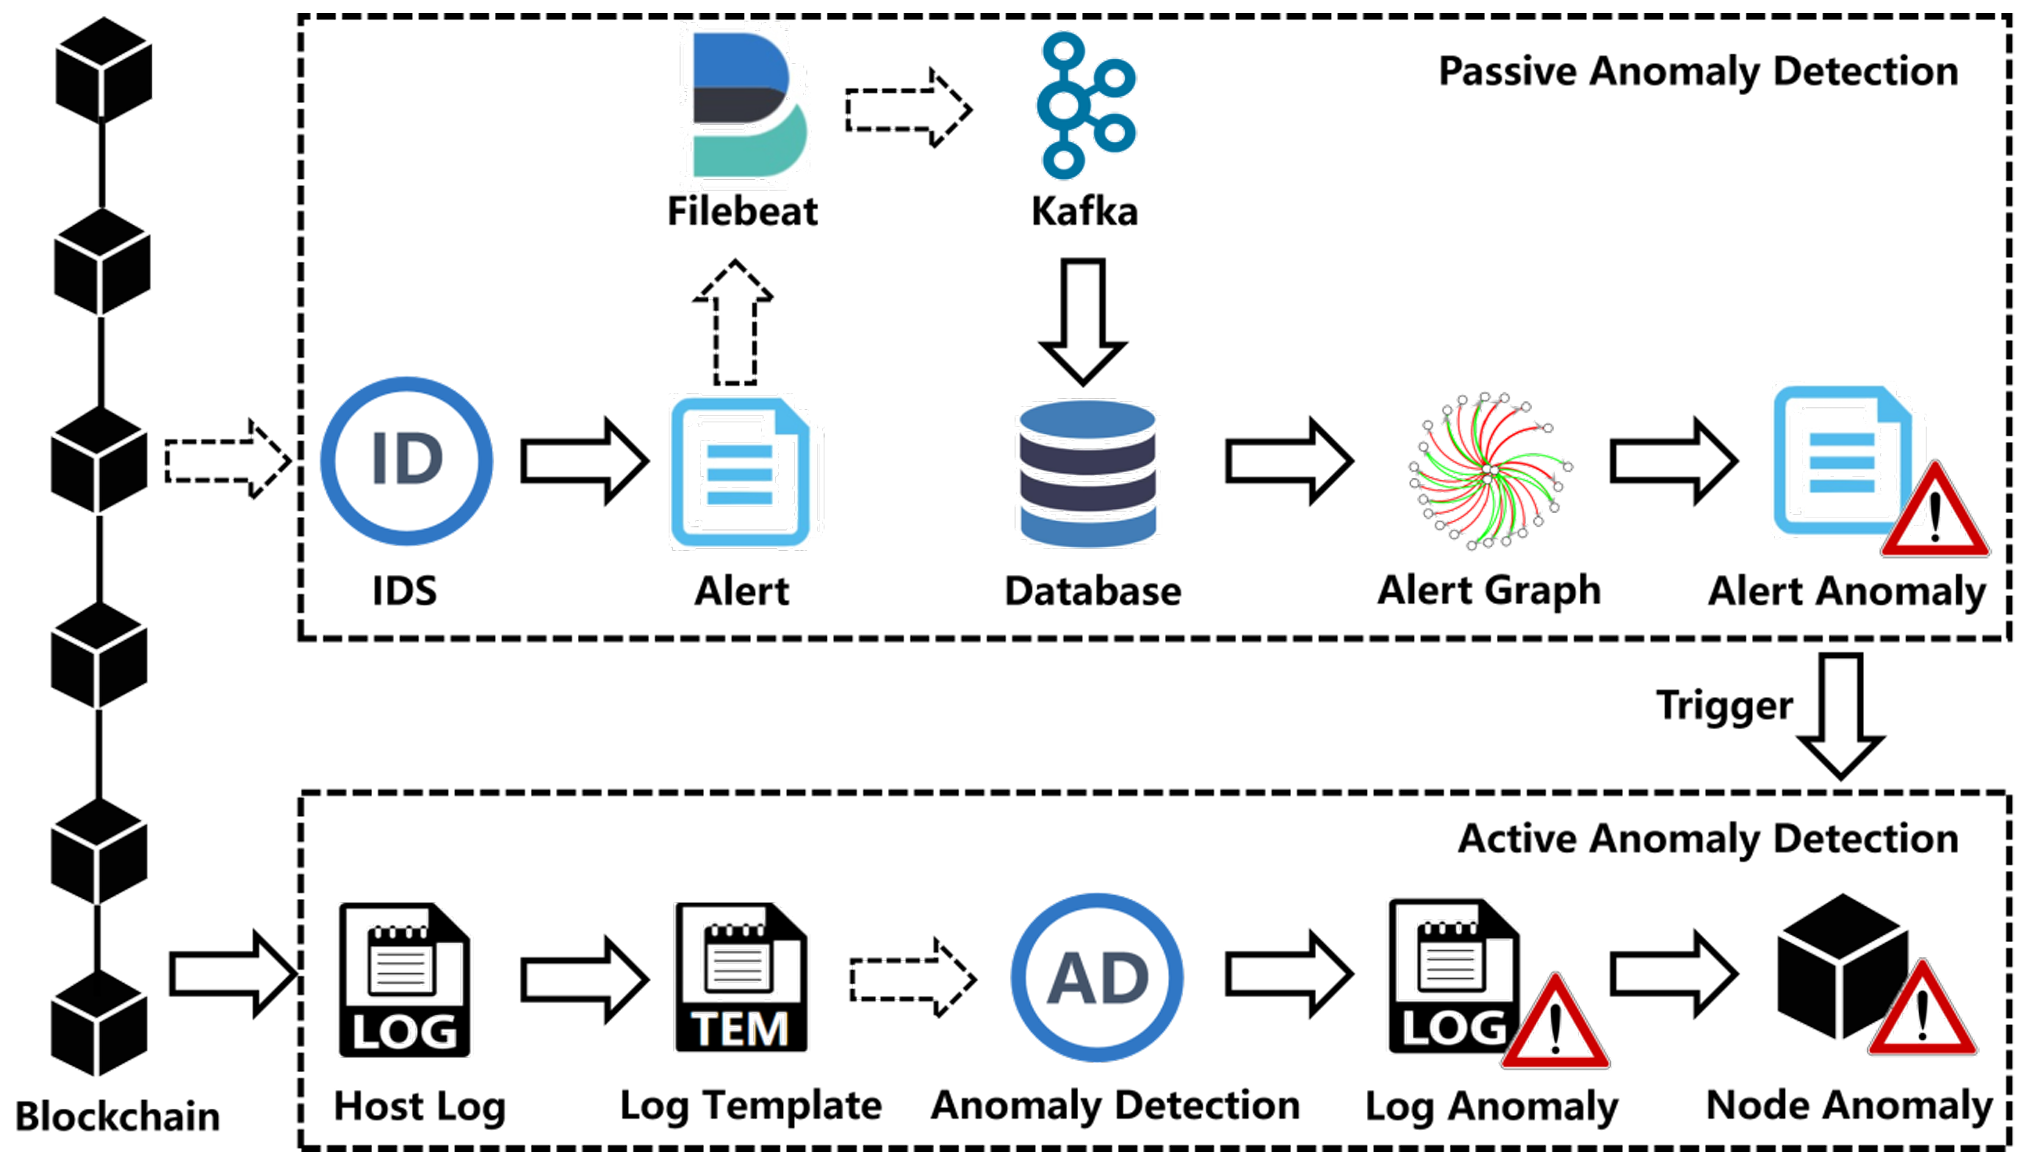 Passive Anomaly Detection
Filebeat
Kafka
ID
IDS
Alert
Database
Alert Graph
Alert Anomaly
Trigger
Active Anomaly Detection
LOG
TEM
AD
LOG
Blockchain
Host Log
Log Template
Anomaly Detection
Log Anomaly
Node Anomaly